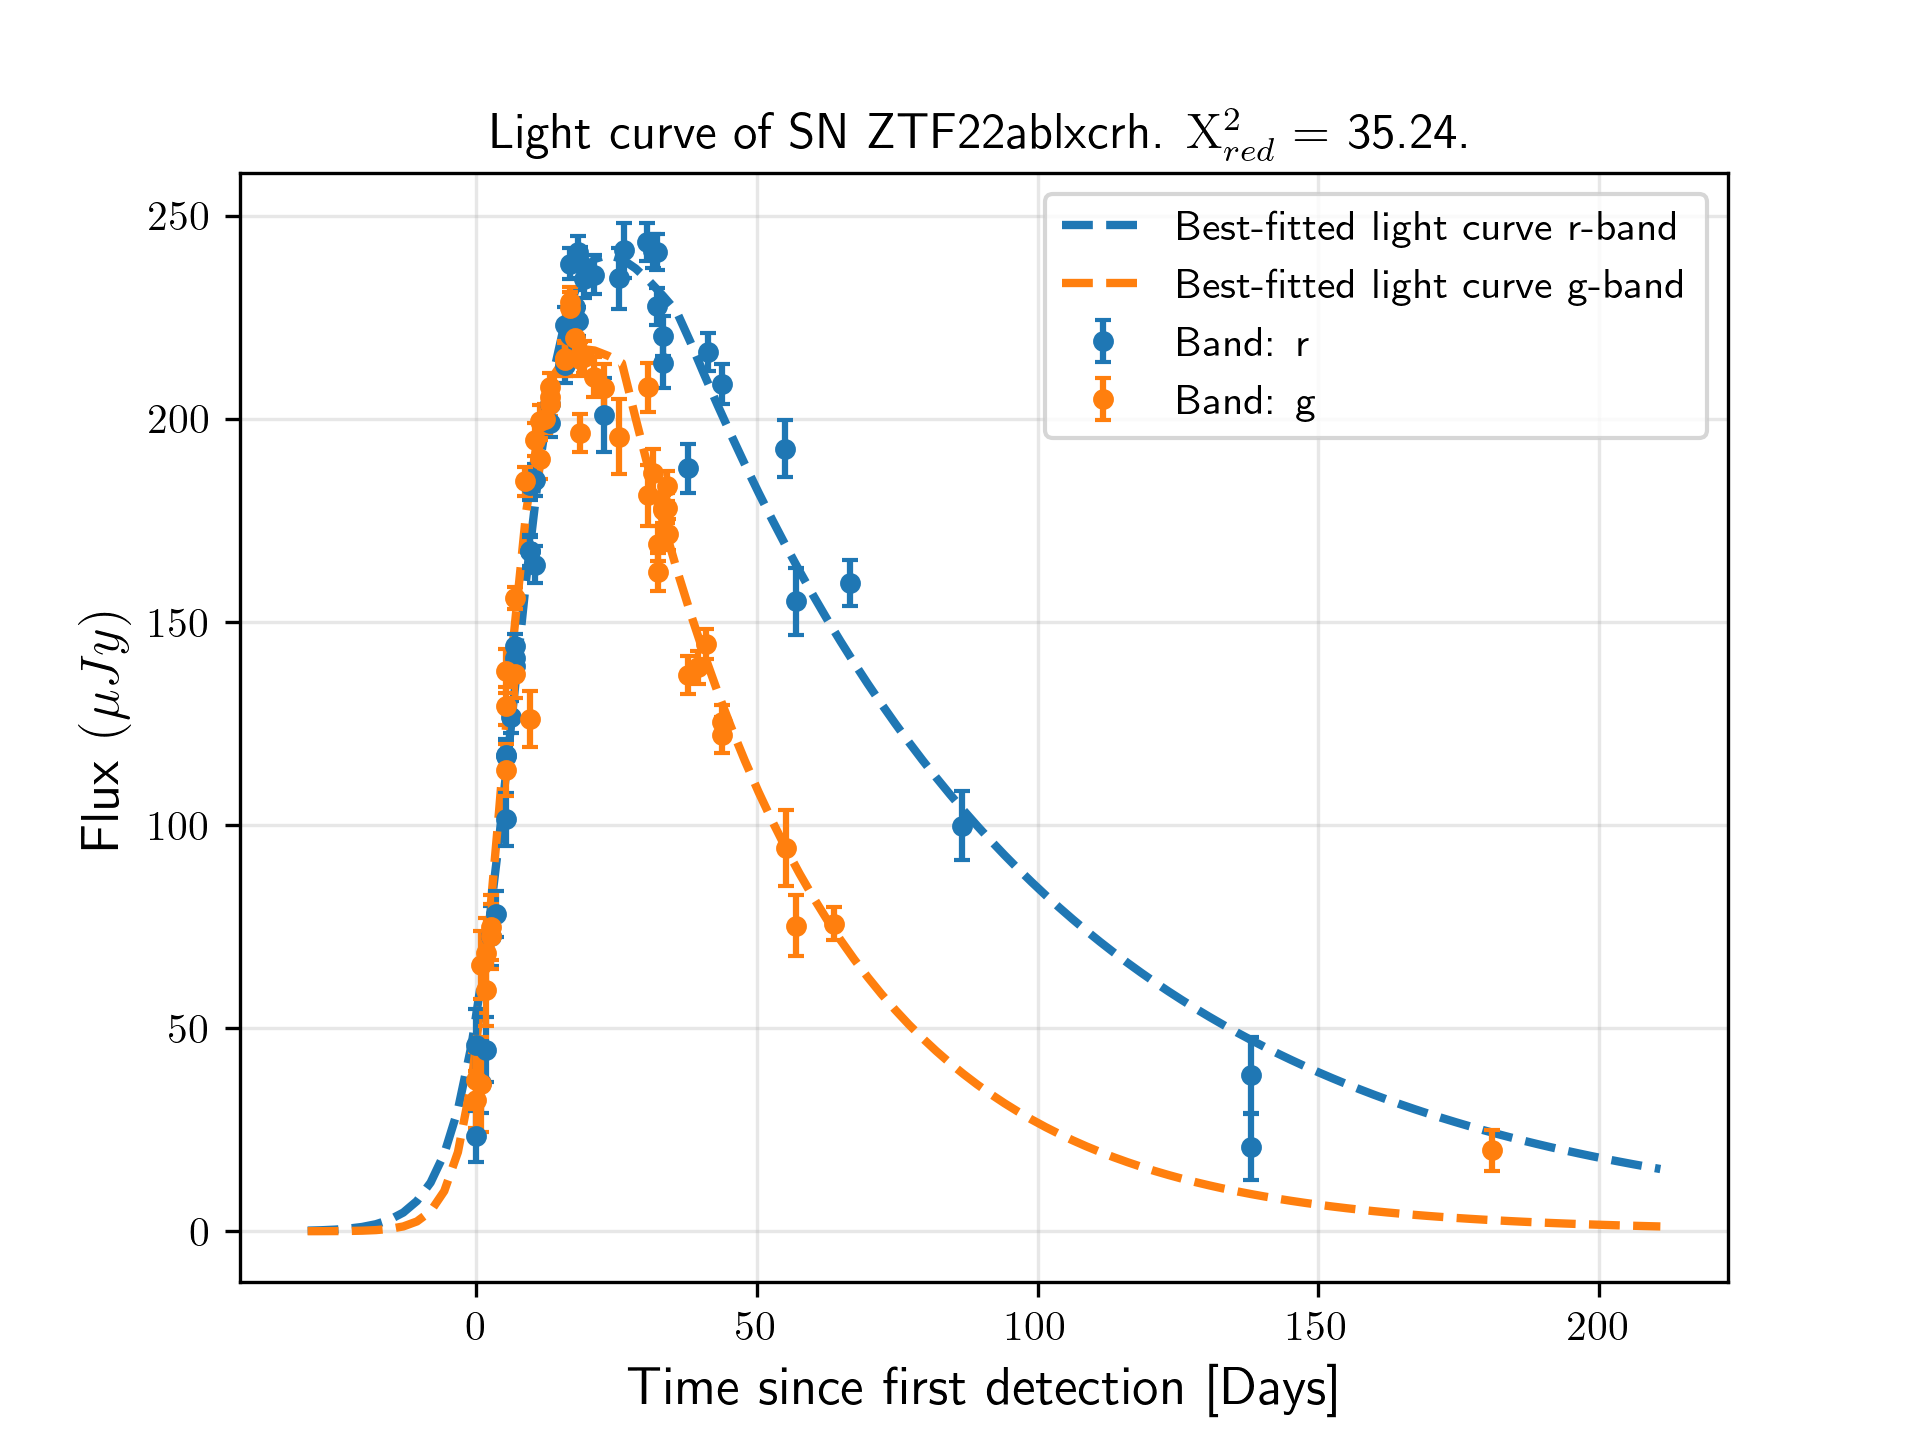 Light curve of SN ZTF22ablxcrh. X²red = 35.24.
Best-fitted light curve r-band
Best-fitted light curve g-band
Band: r
Band: g
Flux (μJy)
250
200
150
100
50
0
0 50 100 150 200
Time since first detection [Days]